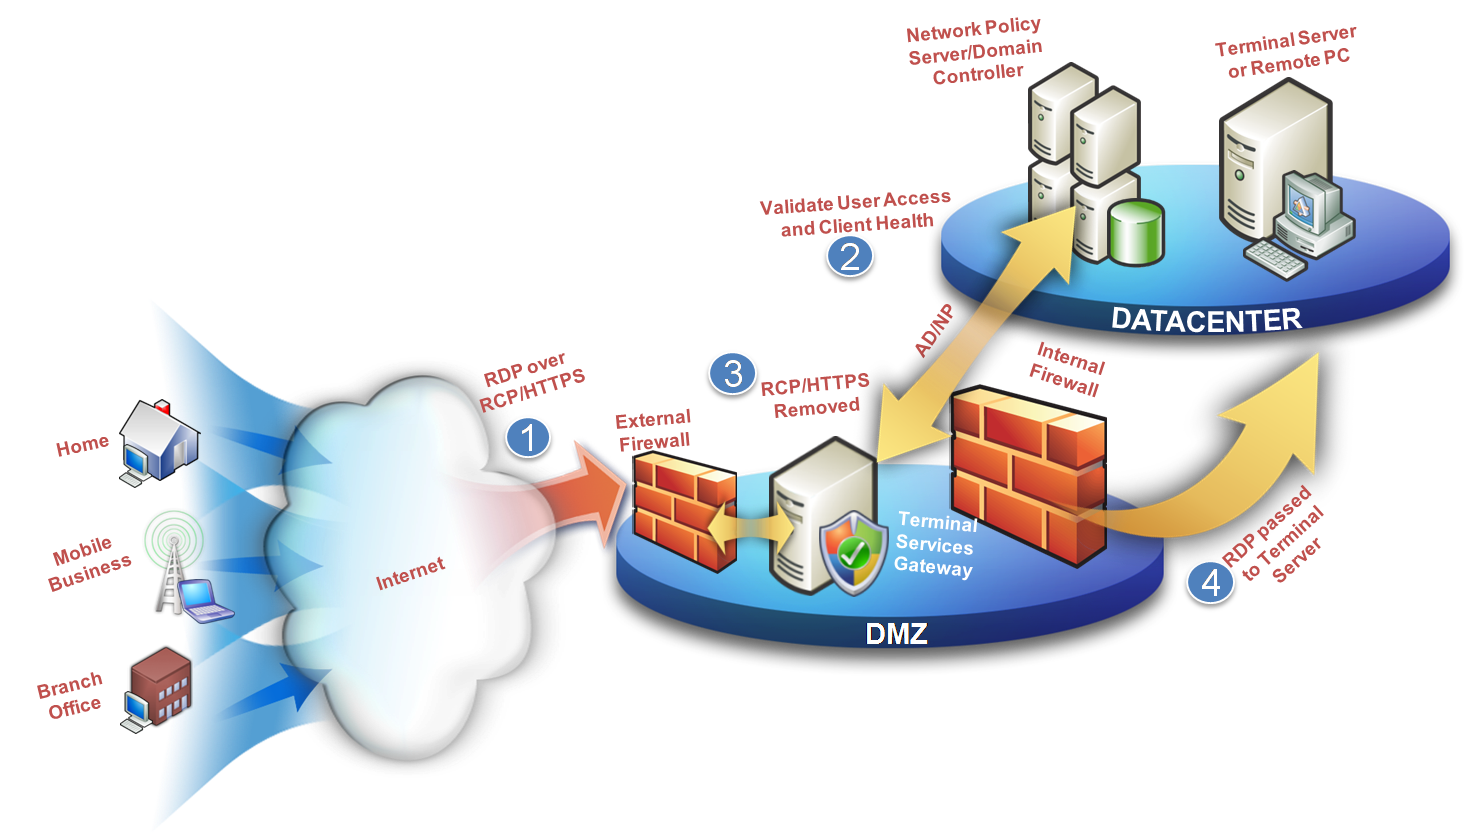 Network Policy
Server/Domain
Controller
Terminal Server
or Remote PC
Validate User Access
and Client Health
2
DATACENTER
AD/NP
Internal
Firewall
RDP over
RCP/HTTPS
1
3
RCP/HTTPS
Removed
External
Firewall
Home
Mobile
Business
Branch
Office
Internet
Terminal
Services
Gateway
DMZ
4
RDP passed
to Terminal
Server